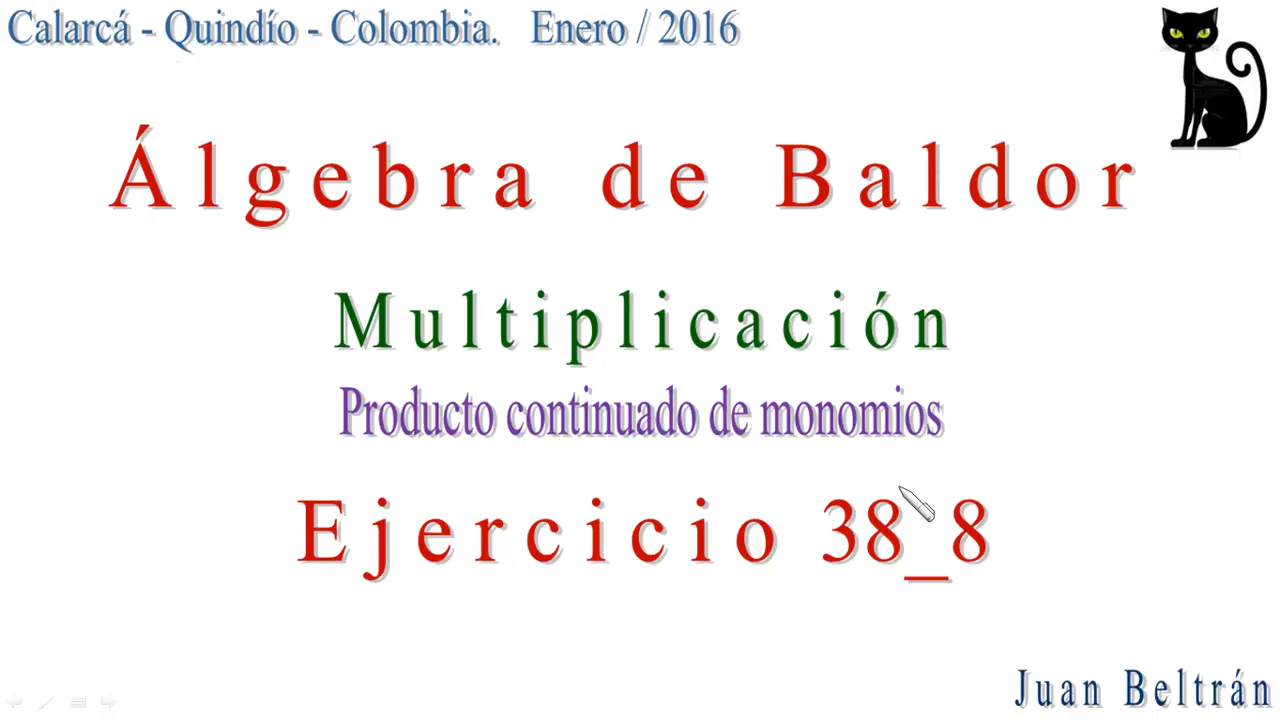 Calarcá - Quindío - Colombia. Enero / 2016
Álgebra de Baldor
Multiplicación
Producto continuado de monomios
Ejercicio 38_8
Juan Beltrán